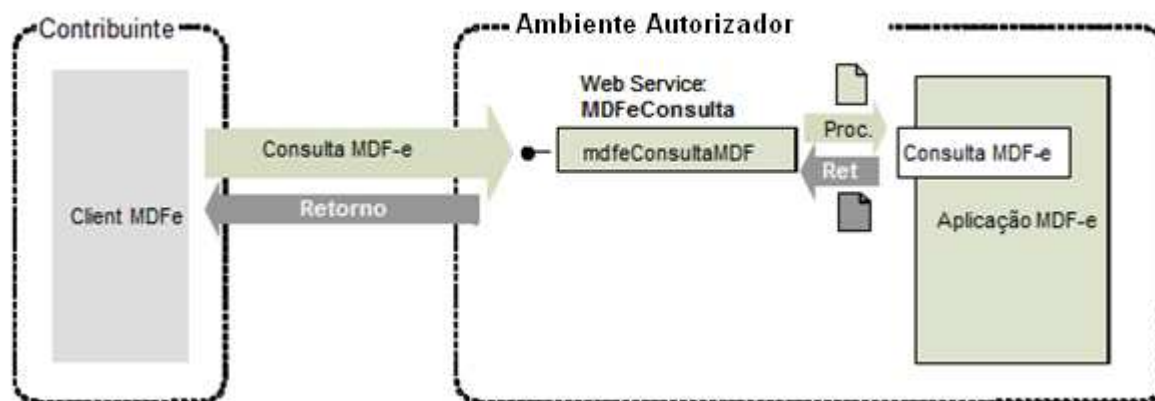 Contribuinte
Ambiente Autorizador
Web Service:
MDFeConsulta
Consulta MDF-e
mdfeConsultaMDF
Proc.
Consulta MDF-e
Ret
Retorno
Client MDFe
Aplicação MDF-e